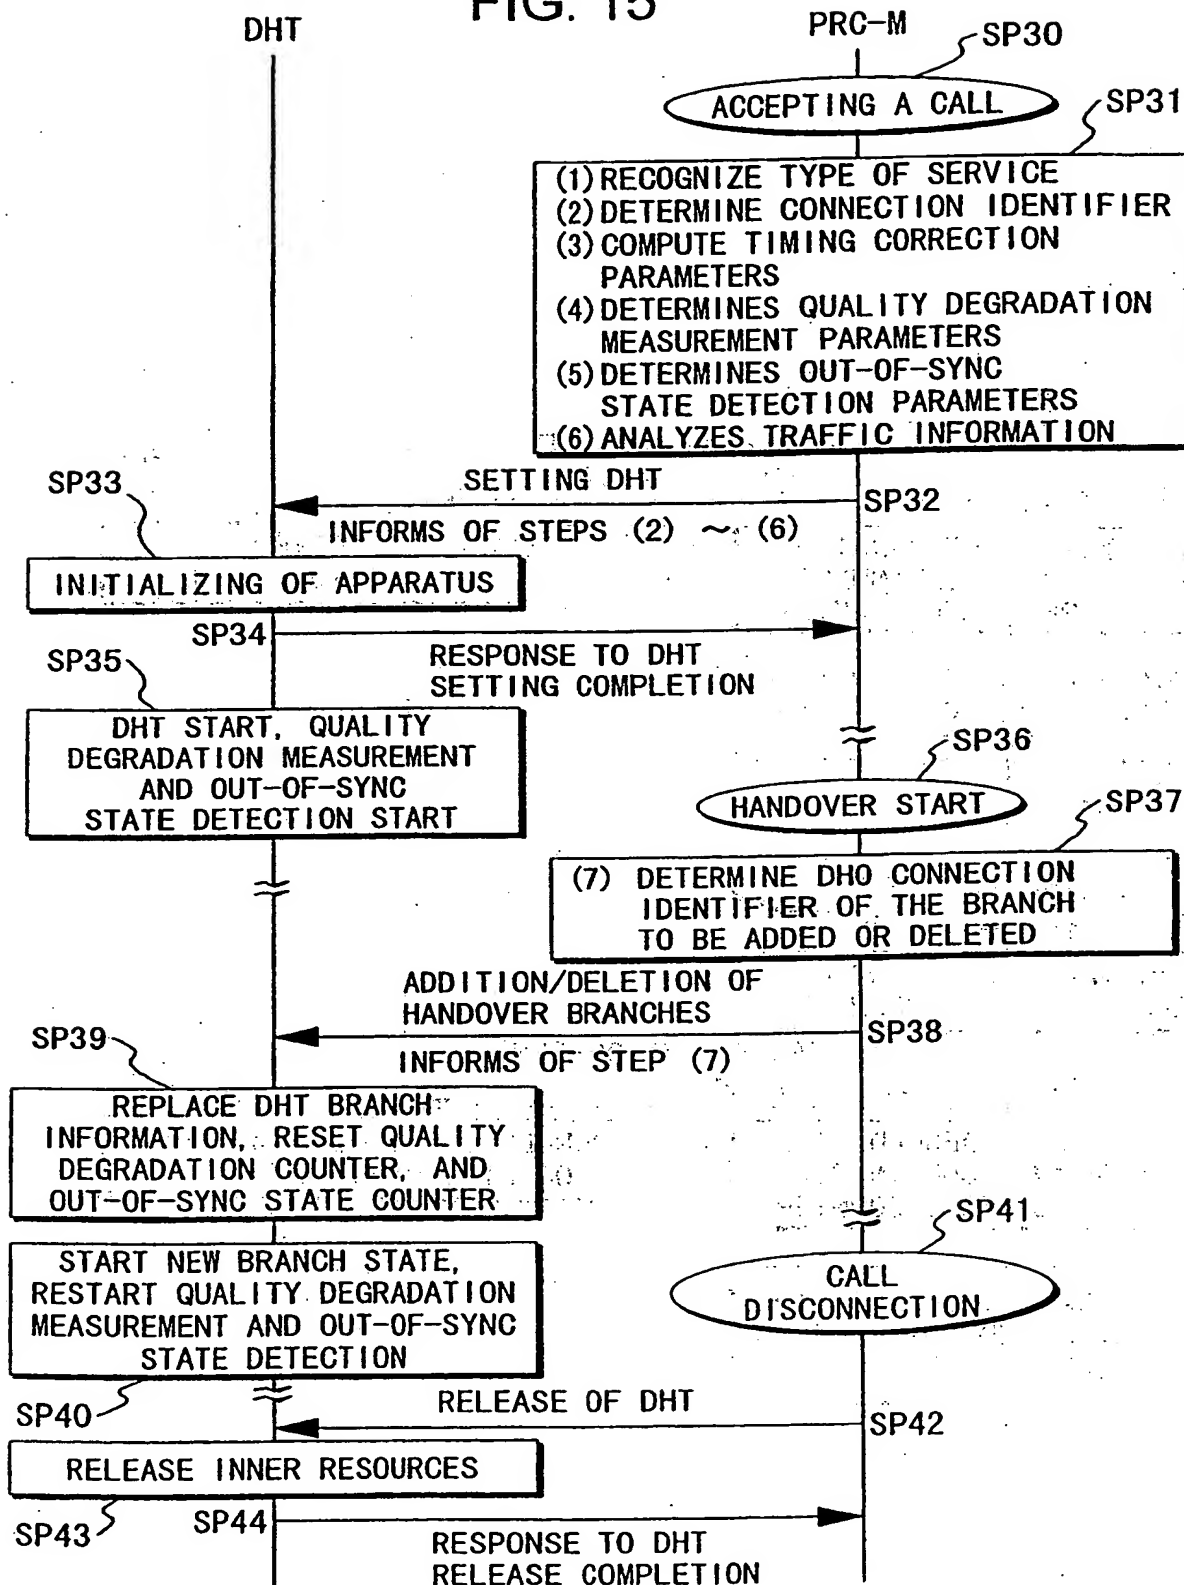 FIG. 15
DHT
PRC-M
SP30
ACCEPTING A CALL
SP31
(1) RECOGNIZE TYPE OF SERVICE
(2) DETERMINE CONNECTION IDENTIFIER
(3) COMPUTE TIMING CORRECTION
PARAMETERS
(4) DETERMINES QUALITY DEGRADATION
MEASUREMENT PARAMETERS
(5) DETERMINES OUT-OF-SYNC
STATE DETECTION PARAMETERS
(6) ANALYZES TRAFFIC INFORMATION
SETTING DHT
SP32
INFORMS OF STEPS (2) ~ (6)
SP33
INITIALIZING OF APPARATUS
SP34
RESPONSE TO DHT
SETTING COMPLETION
SP35
DHT START, QUALITY
DEGRADATION MEASUREMENT
AND OUT-OF-SYNC
STATE DETECTION START
SP36
HANDOVER START
SP37
(7) DETERMINE DHO CONNECTION
IDENTIFIER OF THE BRANCH
TO BE ADDED OR DELETED
ADDITION/DELETION OF
HANDOVER BRANCHES
SP38
INFORMS OF STEP (7)
SP39
REPLACE DHT BRANCH
INFORMATION, RESET QUALITY
DEGRADATION COUNTER, AND
OUT-OF-SYNC STATE COUNTER
START NEW BRANCH STATE,
RESTART QUALITY DEGRADATION
MEASUREMENT AND OUT-OF-SYNC
STATE DETECTION
SP40
SP41
CALL
DISCONNECTION
RELEASE OF DHT
SP42
RELEASE INNER RESOURCES
SP43
SP44
RESPONSE TO DHT
RELEASE COMPLETION